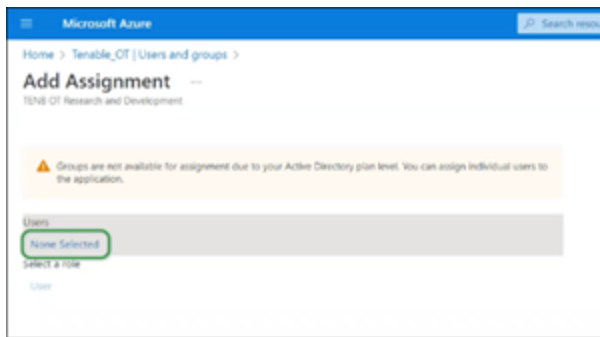 Microsoft Azure
Search resou
Home > Tenable_OT | Users and groups >
Add Assignment ...
TENB OT Research and Development
Groups are not available for assignment due to your Active Directory plan level. You can assign individual users to
the application.
Users
None Selected
Select a role
User